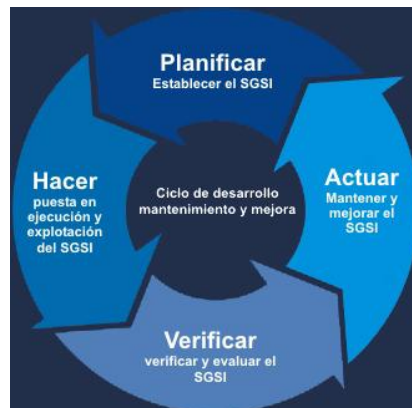 Planificar
Establecer el SGSI
Hacer
puesta en
ejecución y
explotación
del SGSI
Ciclo de desarrollo
mantenimiento y mejora
Actuar
Mantener y
mejorar el
SGSI
Verificar
verificar y evaluar el
SGSI